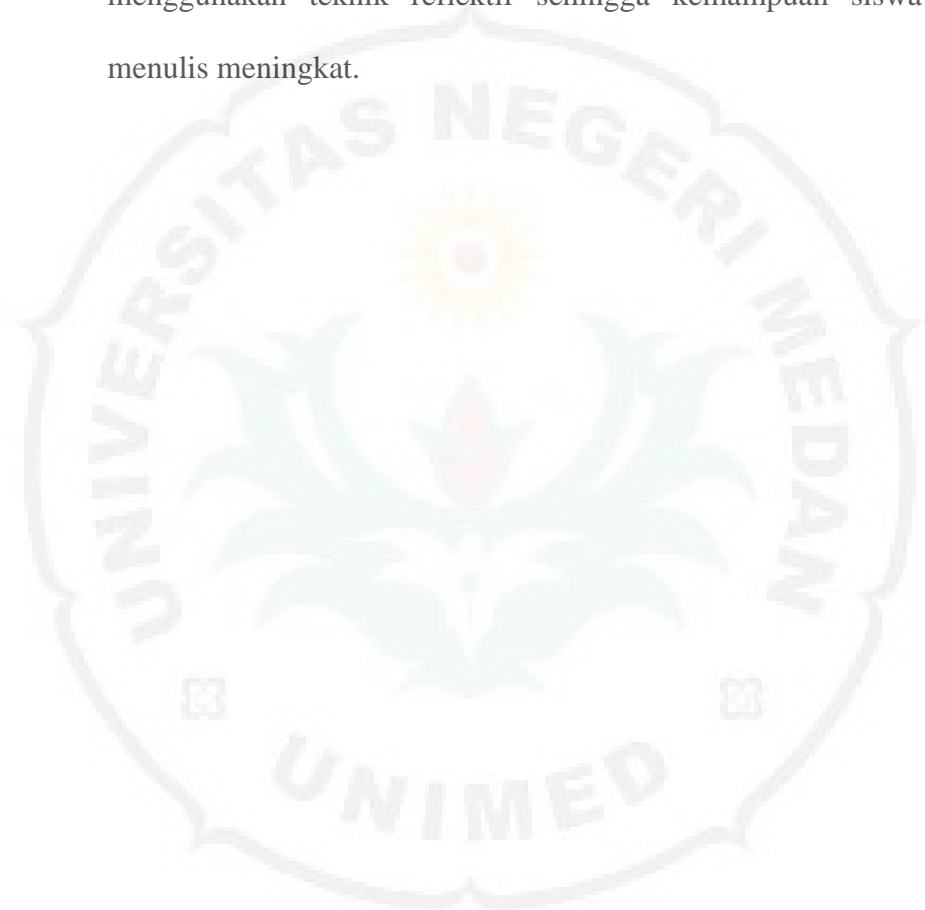 menggunakan teknik reflektif sehingga kemampuan siswa
menulis meningkat.
UNIVERSITAS NEGERI MEDAN
UNIMED